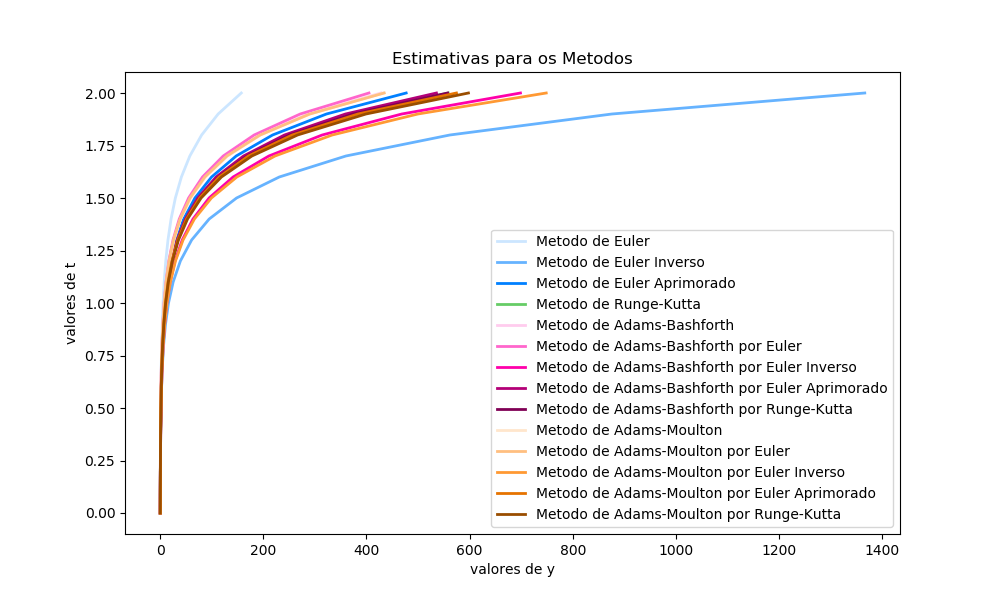 Estimativas para os Metodos
valores de t
2.00
1.75
1.50
1.25
1.00
0.75
0.50
0.25
0.00
Metodo de Euler
Metodo de Euler Inverso
Metodo de Euler Aprimorado
Metodo de Runge-Kutta
Metodo de Adams-Bashforth
Metodo de Adams-Bashforth por Euler
Metodo de Adams-Bashforth por Euler Inverso
Metodo de Adams-Bashforth por Euler Aprimorado
Metodo de Adams-Bashforth por Runge-Kutta
Metodo de Adams-Moulton
Metodo de Adams-Moulton por Euler
Metodo de Adams-Moulton por Euler Inverso
Metodo de Adams-Moulton por Euler Aprimorado
Metodo de Adams-Moulton por Runge-Kutta
0 200 400 600 800 1000 1200 1400
valores de y